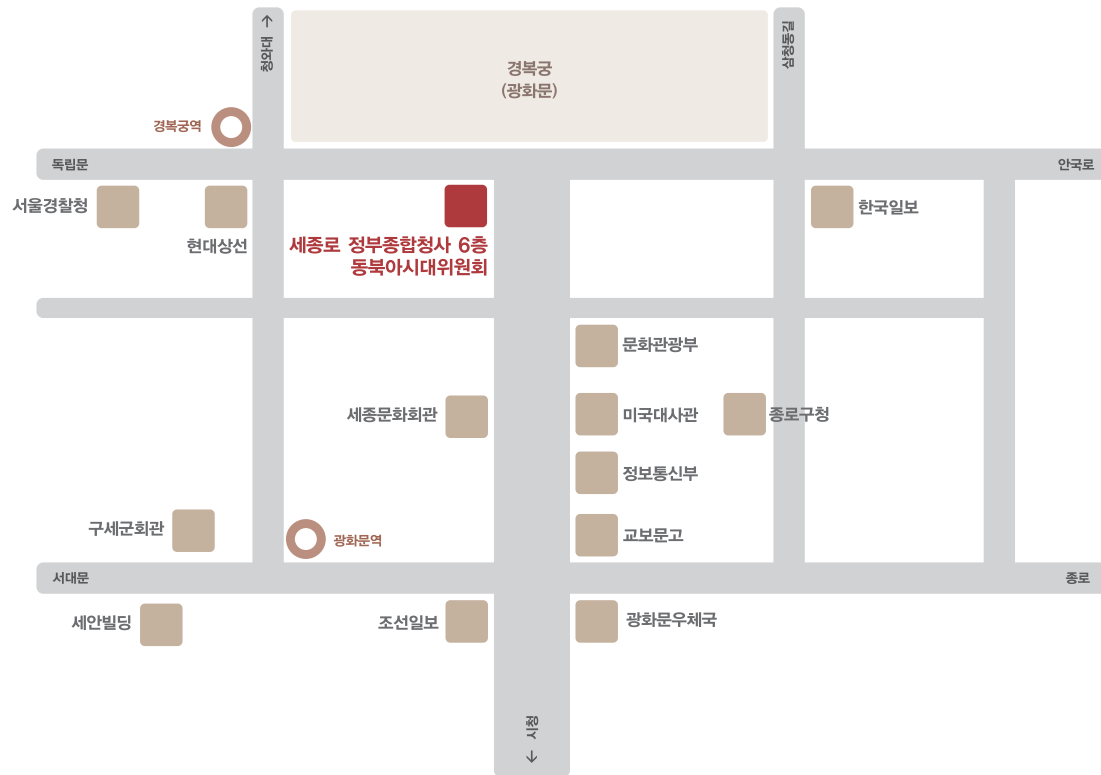 청와대 →
삼청동길
경복궁
(광화문)
경복궁역
독립문
안국로
서울경찰청
현대상선
세종로 정부종합청사 6층
동북아시대위원회
한국일보
문화관광부
세종문화회관
미국대사관
종로구청
정보통신부
구세군회관
광화문역
교보문고
서대문
종로
세안빌딩
조선일보
광화문우체국
← 시청